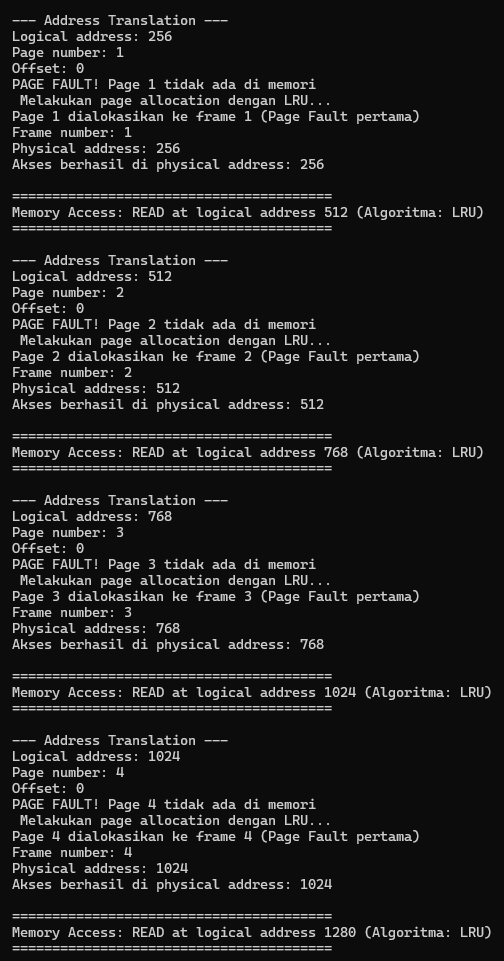 --- Address Translation ---
Logical address: 256
Page number: 1
Offset: 0
PAGE FAULT! Page 1 tidak ada di memori
 Melakukan page allocation dengan LRU...
Page 1 dialokasikan ke frame 1 (Page Fault pertama)
Frame number: 1
Physical address: 256
Akses berhasil di physical address: 256

========================================
Memory Access: READ at logical address 512 (Algoritma: LRU)
========================================

--- Address Translation ---
Logical address: 512
Page number: 2
Offset: 0
PAGE FAULT! Page 2 tidak ada di memori
 Melakukan page allocation dengan LRU...
Page 2 dialokasikan ke frame 2 (Page Fault pertama)
Frame number: 2
Physical address: 512
Akses berhasil di physical address: 512

========================================
Memory Access: READ at logical address 768 (Algoritma: LRU)
========================================

--- Address Translation ---
Logical address: 768
Page number: 3
Offset: 0
PAGE FAULT! Page 3 tidak ada di memori
 Melakukan page allocation dengan LRU...
Page 3 dialokasikan ke frame 3 (Page Fault pertama)
Frame number: 3
Physical address: 768
Akses berhasil di physical address: 768

========================================
Memory Access: READ at logical address 1024 (Algoritma: LRU)
========================================

--- Address Translation ---
Logical address: 1024
Page number: 4
Offset: 0
PAGE FAULT! Page 4 tidak ada di memori
 Melakukan page allocation dengan LRU...
Page 4 dialokasikan ke frame 4 (Page Fault pertama)
Frame number: 4
Physical address: 1024
Akses berhasil di physical address: 1024

========================================
Memory Access: READ at logical address 1280 (Algoritma: LRU)
========================================